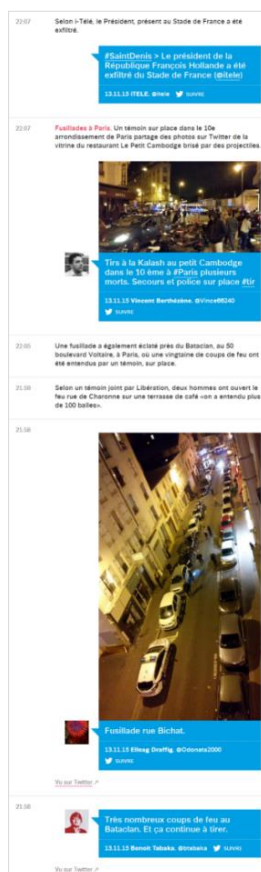 22:07
Selon i-Télé, le Président, présent au Stade de France a été
exfiltré.
#SaintDenis > Le président de la
République François Hollande a été
exfiltré du Stade de France (@itele)
13.11.15 ITELE. @itele SUIVRE
22:07
Fusillades à Paris. Un témoin sur place dans le 10e
arrondissement de Paris partage des photos sur Twitter de la
vitrine du restaurant Le Petit Cambodge brisé par des projectiles.
Tirs à la Kalash au petit Cambodge
dans le 10 ème à #Paris plusieurs
morts. Secours et police sur place #tir
13.11.15 Vincent Berthézène. @Vince66240
SUIVRE
22:05
Une fusillade a également éclaté près du Bataclan, au 50
boulevard Voltaire, à Paris, où une vingtaine de coups de feu ont
été entendus par un témoin, sur place.
21:59
Selon un témoin joint par Libération, deux hommes ont ouvert le
feu rue de Charonne sur une terrasse de café «on a entendu plus
de 100 balles».
21:58
Fusillade rue Bichat.
13.11.15 @Odonata2000
SUIVRE
Vu sur Twitter ↗
21:58
Très nombreux coups de feu au
Bataclan. Et ça continue à tirer.
13.11.15 Benoit Tabaka. @btabaka SUIVRE
Vu sur Twitter ↗